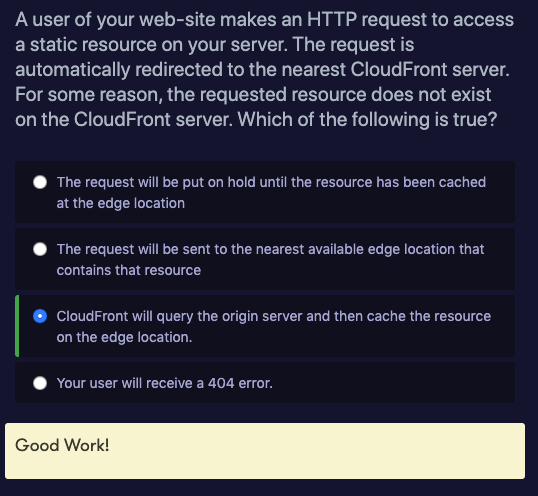 A user of your web-site makes an HTTP request to access
a static resource on your server. The request is
automatically redirected to the nearest CloudFront server.
For some reason, the requested resource does not exist
on the CloudFront server. Which of the following is true?
The request will be put on hold until the resource has been cached
at the edge location
The request will be sent to the nearest available edge location that
contains that resource
CloudFront will query the origin server and then cache the resource
on the edge location.
Your user will receive a 404 error.
Good Work!